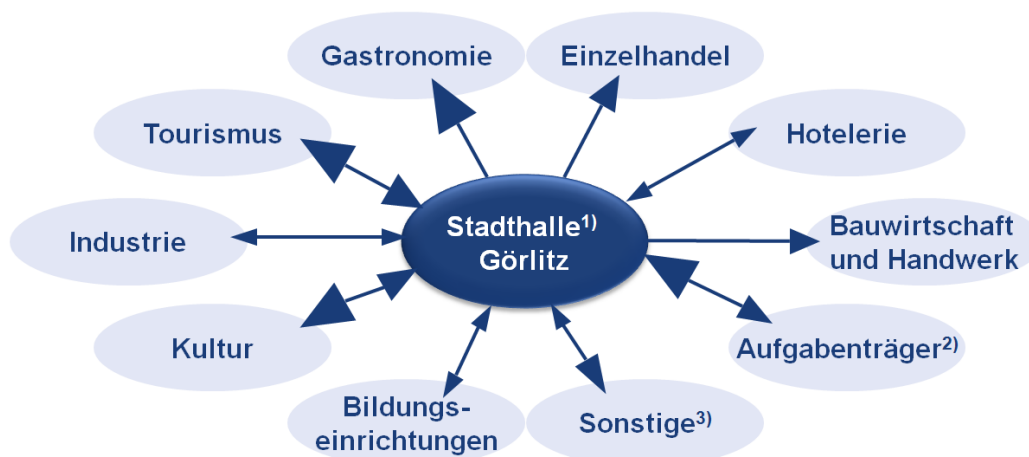 Gastronomie
Einzelhandel
Tourismus
Hotelerie
Stadthalle¹⁾
Görlitz
Industrie
Bauwirtschaft
und Handwerk
Kultur
Aufgabenträger²⁾
Bildungs-
einrichtungen
Sonstige³⁾